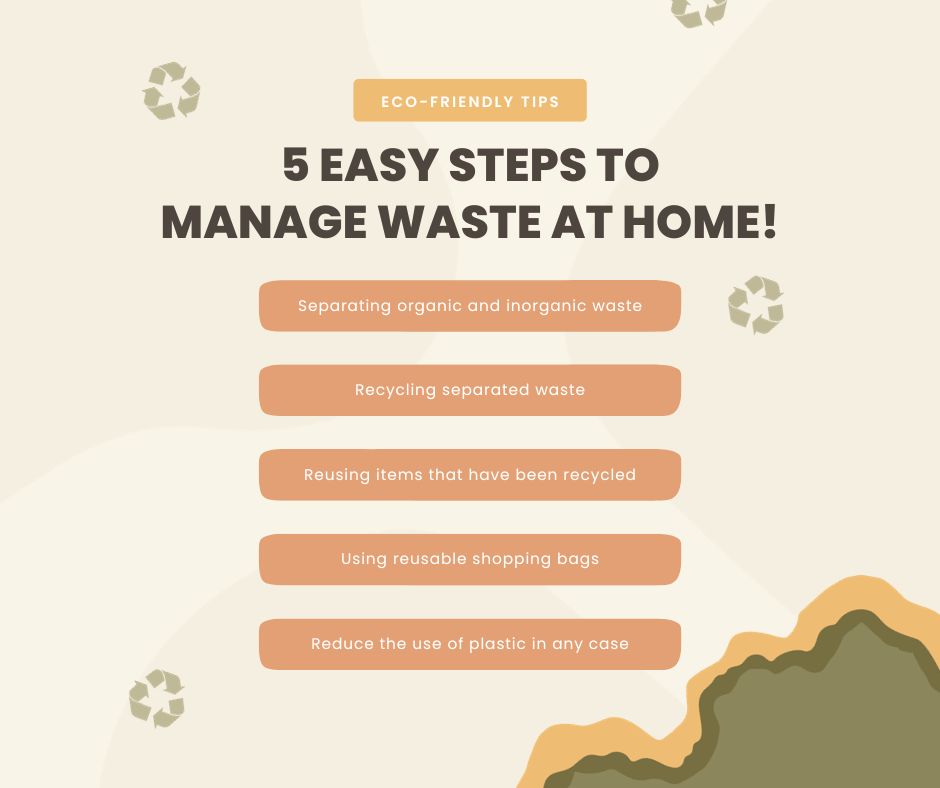 ECO-FRIENDLY TIPS
5 EASY STEPS TO
MANAGE WASTE AT HOME!
Separating organic and inorganic waste
Recycling separated waste
Reusing items that have been recycled
Using reusable shopping bags
Reduce the use of plastic in any case